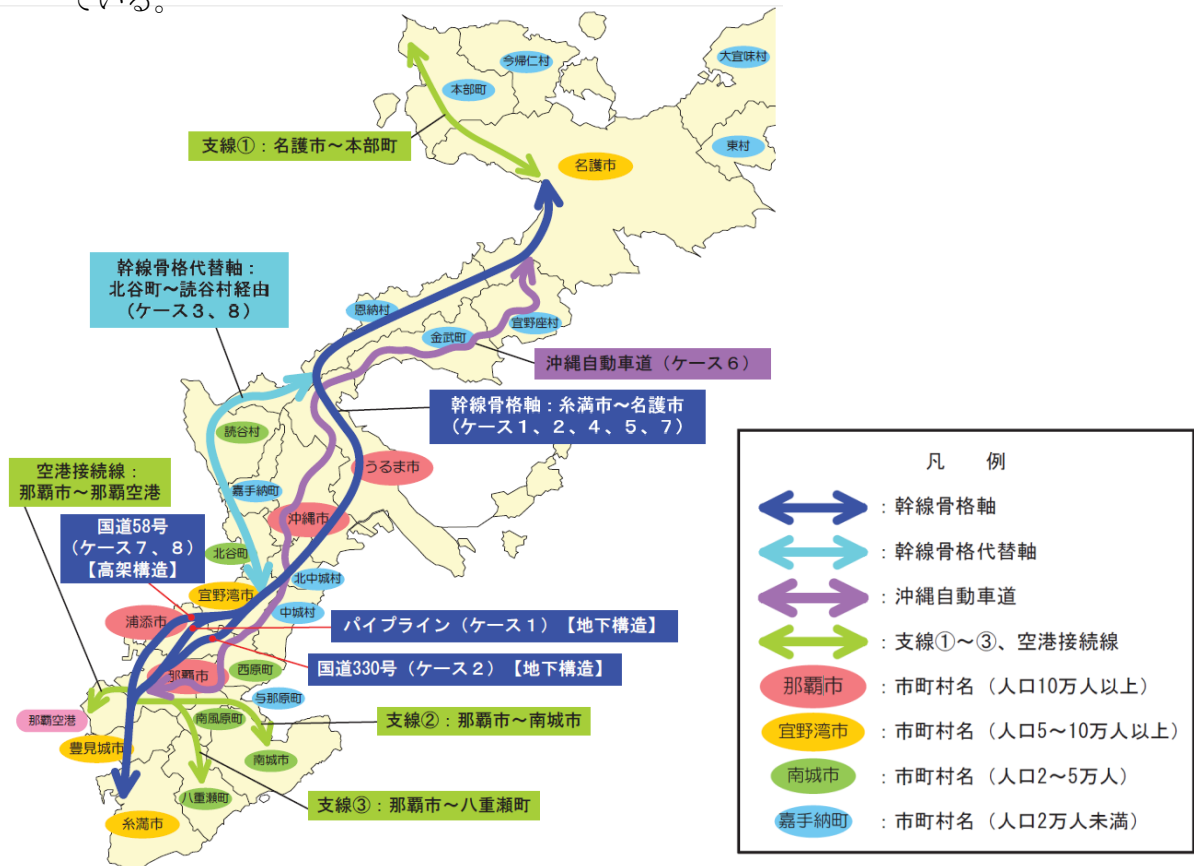 ている。
今帰仁村
大宜味村
本部町
支線①：名護市～本部町
東村
名護市
幹線骨格代替軸：
北谷町～読谷村経由
（ケース３、８）
恩納村
宜野座村
金武町
沖縄自動車道（ケース６）
幹線骨格軸：糸満市～名護市
（ケース１、２、４、５、７）
読谷村
空港接続線：
那覇市～那覇空港
うるま市
嘉手納町
国道58号
（ケース７、８）
【高架構造】
沖縄市
北谷町
北中城村
宜野湾市
中城村
浦添市
パイプライン（ケース１）【地下構造】
国道330号（ケース２）【地下構造】
那覇市
西原町
与那原町
那覇空港
南風原町
支線②：那覇市～南城市
豊見城市
南城市
八重瀬町
支線③：那覇市～八重瀬町
糸満市
凡　例
：幹線骨格軸
：幹線骨格代替軸
：沖縄自動車道
：支線①～③、空港接続線
那覇市：市町村名（人口10万人以上）
宜野湾市：市町村名（人口5～10万人以上）
南城市：市町村名（人口2～5万人）
嘉手納町：市町村名（人口2万人未満）